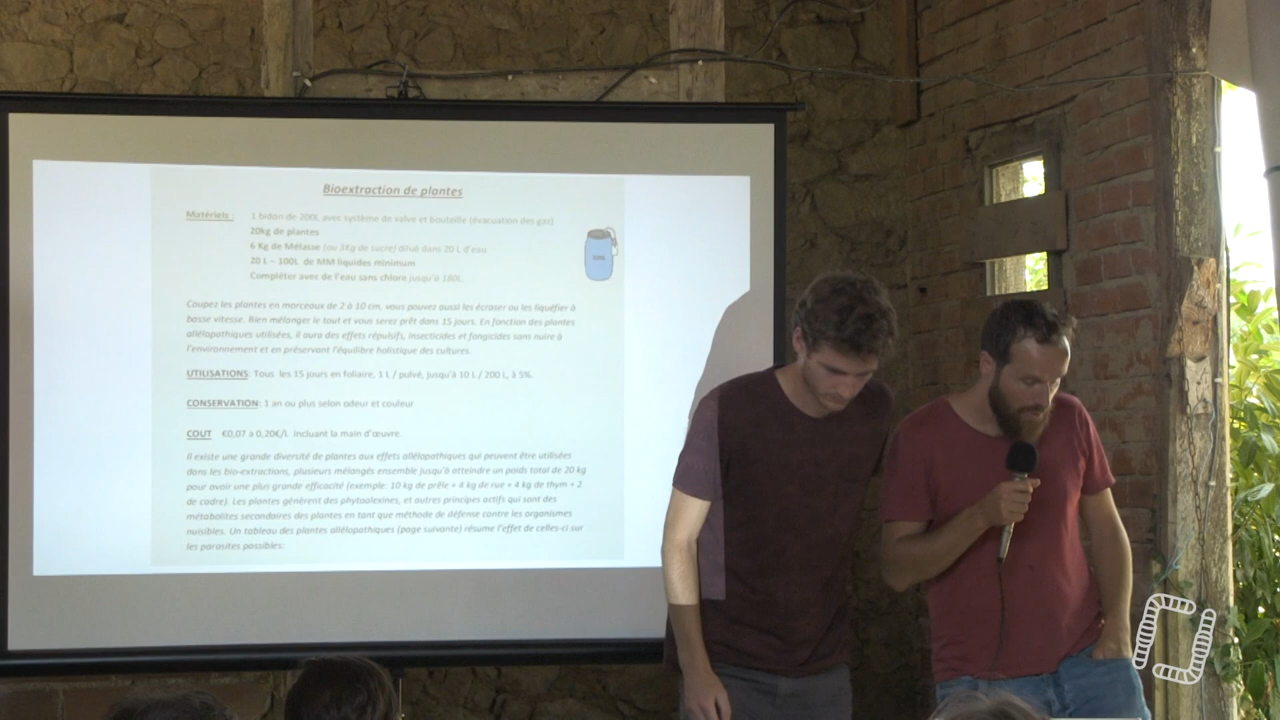 Bioextraction de plantes
Matériels : 1 bidon de 200L avec système de valve et bouteille (évacuation des gaz)
20kg de plantes
6 Kg de Mélasse (ou 3Kg de sucre) dilué dans 20 L d'eau
20 L – 100L de MM liquides minimum
Compléter avec de l'eau sans chlore jusqu'à 180L.
Coupez les plantes en morceaux de 2 à 10 cm, vous pouvez aussi les écraser ou les liquéfier à
basse vitesse. Bien mélanger le tout et vous serez prêt dans 15 jours. En fonction des plantes
allélopathiques utilisées, il aura des effets répulsifs, insecticides et fongicides sans nuire à
l'environnement et en préservant l'équilibre holistique des cultures.
UTILISATIONS: Tous les 15 jours en foliaire, 1 L / pulvé, jusqu'à 10 L / 200 L, à 5%.
CONSERVATION: 1 an ou plus selon odeur et couleur
COUT €0,07 a 0,20€/L incluant la main d'œuvre.
Il existe une grande diversité de plantes aux effets allélopathiques qui peuvent être utilisées
dans les bio-extractions, plusieurs mélangés ensemble jusqu'à atteindre un poids total de 20 kg
pour avoir une plus grande efficacité (exemple: 10 kg de prêle + 4 kg de rue + 4 kg de thym + 2
de cadre). Les plantes génèrent des phytoalexines, et autres principes actifs qui sont des
métabolites secondaires des plantes en tant que méthode de défense contre les organismes
nuisibles. Un tableau des plantes allélopathiques (page suivante) résume l'effet de celles-ci sur
les parasites possibles: